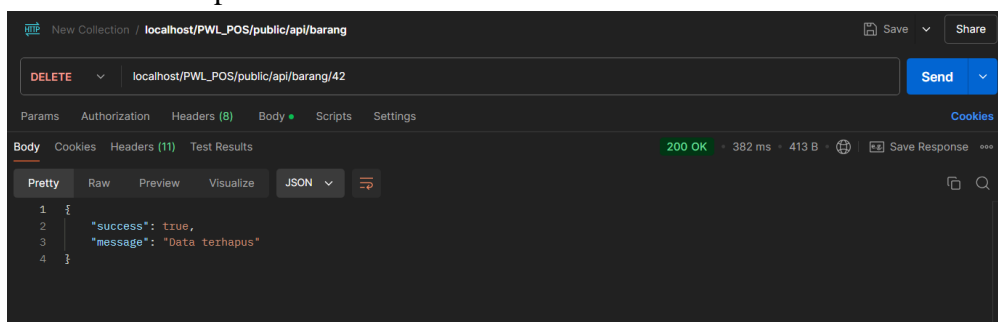 HTTP New Collection / localhost/PWL_POS/public/api/barang Save Share
DELETE localhost/PWL_POS/public/api/barang/42 Send
Params Authorization Headers (8) Body Scripts Settings Cookies
Body Cookies Headers (11) Test Results 200 OK 382 ms 413 B Save Response
Pretty Raw Preview Visualize JSON
1 {
2 "success": true,
3 "message": "Data terhapus"
4 }